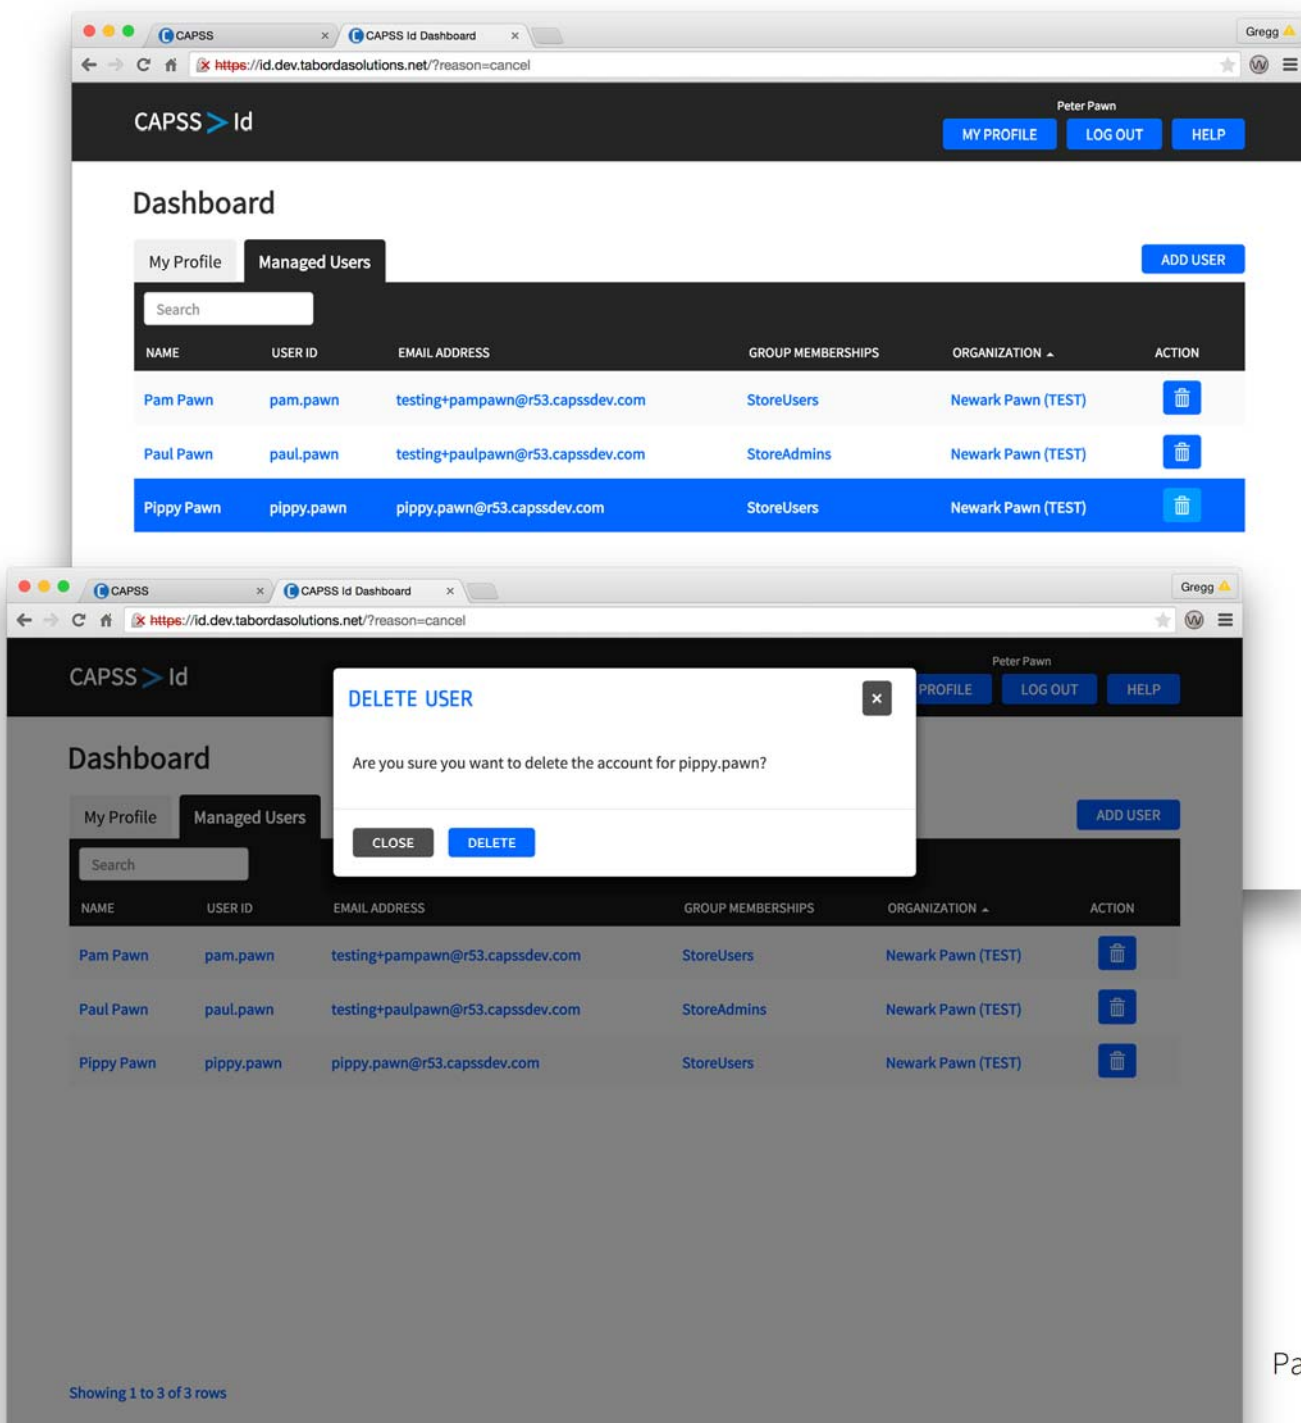 CAPSS
CAPSS Id Dashboard
Gregg
https://id.dev.tabordasolutions.net/?reason=cancel
CAPSS > Id
Peter Pawn
MY PROFILE LOG OUT HELP
Dashboard
My Profile Managed Users ADD USER
Search
NAME USER ID EMAIL ADDRESS GROUP MEMBERSHIPS ORGANIZATION ACTION
Pam Pawn pam.pawn testing+pampawn@r53.capssdev.com StoreUsers Newark Pawn (TEST)
Paul Pawn paul.pawn testing+paulpawn@r53.capssdev.com StoreAdmins Newark Pawn (TEST)
Pippy Pawn pippy.pawn pippy.pawn@r53.capssdev.com StoreUsers Newark Pawn (TEST)
CAPSS
CAPSS Id Dashboard
Gregg
https://id.dev.tabordasolutions.net/?reason=cancel
CAPSS > Id
Peter Pawn
PROFILE LOG OUT HELP
DELETE USER
Are you sure you want to delete the account for pippy.pawn?
CLOSE DELETE
Dashboard
My Profile Managed Users ADD USER
Search
NAME USER ID EMAIL ADDRESS GROUP MEMBERSHIPS ORGANIZATION ACTION
Pam Pawn pam.pawn testing+pampawn@r53.capssdev.com StoreUsers Newark Pawn (TEST)
Paul Pawn paul.pawn testing+paulpawn@r53.capssdev.com StoreAdmins Newark Pawn (TEST)
Pippy Pawn pippy.pawn pippy.pawn@r53.capssdev.com StoreUsers Newark Pawn (TEST)
Pa
Showing 1 to 3 of 3 rows